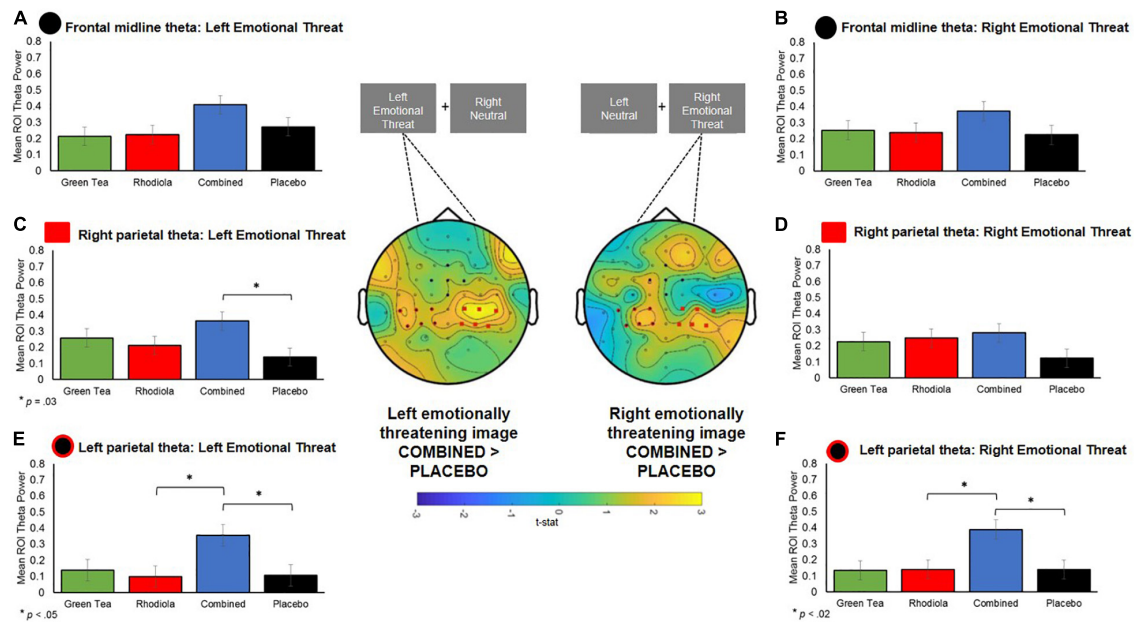 A
Frontal midline theta: Left Emotional Threat
Mean ROI Theta Power
0.8
0.7
0.6
0.5
0.4
0.3
0.2
0.1
0
Green Tea Rhodiola Combined Placebo
B
Frontal midline theta: Right Emotional Threat
Mean ROI Theta Power
0.8
0.7
0.6
0.5
0.4
0.3
0.2
0.1
0
Green Tea Rhodiola Combined Placebo
Left
Emotional
Threat
+
Right
Neutral
Left
Neutral
+
Right
Emotional
Threat
C
Right parietal theta: Left Emotional Threat
Mean ROI Theta Power
0.8
0.7
0.6
0.5
0.4
0.3
0.2
0.1
0
*
Green Tea Rhodiola Combined Placebo
* p = .03
D
Right parietal theta: Right Emotional Threat
Mean ROI Theta Power
0.8
0.7
0.6
0.5
0.4
0.3
0.2
0.1
0
Green Tea Rhodiola Combined Placebo
Left emotionally
threatening image
COMBINED >
PLACEBO
Right emotionally
threatening image
COMBINED >
PLACEBO
-3 -2 -1 0 1 2 3
t-stat
E
Left parietal theta: Left Emotional Threat
Mean ROI Theta Power
0.8
0.7
0.6
0.5
0.4
0.3
0.2
0.1
0
* *
Green Tea Rhodiola Combined Placebo
* p < .05
F
Left parietal theta: Right Emotional Threat
Mean ROI Theta Power
0.8
0.7
0.6
0.5
0.4
0.3
0.2
0.1
0
* *
Green Tea Rhodiola Combined Placebo
* p < .02